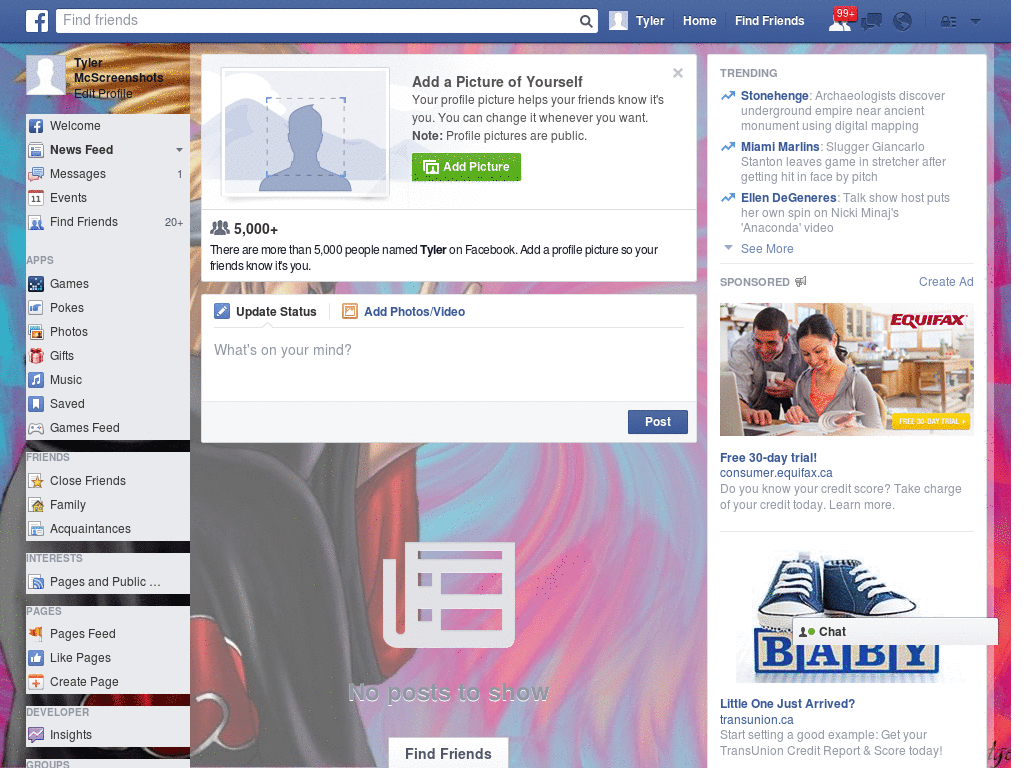 Find friends
Tyler
Home
Find Friends
99+
Tyler
McScreenshots
Edit Profile
Welcome
News Feed
Messages 1
Events
Find Friends 20+
APPS
Games
Pokes
Photos
Gifts
Music
Saved
Games Feed
FRIENDS
Close Friends
Family
Acquaintances
INTERESTS
Pages and Public ...
PAGES
Pages Feed
Like Pages
Create Page
DEVELOPER
Insights
GROUPS
Add a Picture of Yourself
Your profile picture helps your friends know it's
you. You can change it whenever you want.
Note: Profile pictures are public.
Add Picture
5,000+
There are more than 5,000 people named Tyler on Facebook. Add a profile picture so your
friends know it's you.
Update Status
Add Photos/Video
What's on your mind?
Post
No posts to show
Find Friends
TRENDING
Stonehenge: Archaeologists discover
underground empire near ancient
monument using digital mapping
Miami Marlins: Slugger Giancarlo
Stanton leaves game in stretcher after
getting hit in face by pitch
Ellen DeGeneres: Talk show host puts
her own spin on Nicki Minaj's
'Anaconda' video
See More
SPONSORED
Create Ad
EQUIFAX
FREE 30-DAY TRIAL
Free 30-day trial!
consumer.equifax.ca
Do you know your credit score? Take charge
of your credit today. Learn more.
Chat
BABY
Little One Just Arrived?
transunion.ca
Start setting a good example: Get your
TransUnion Credit Report & Score today!